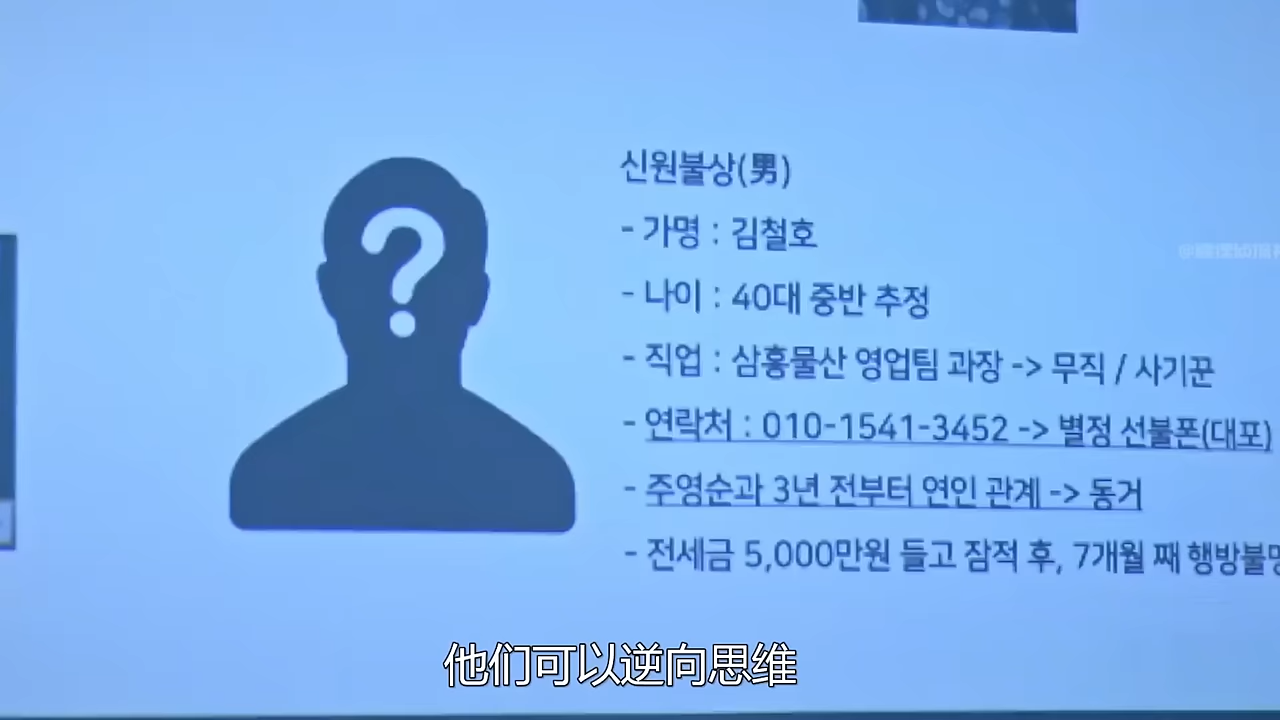 신원불상(男)
- 가명 : 김철호
- 나이 : 40대 중반 추정
- 직업 : 삼흥물산 영업팀 과장 -> 무직 / 사기꾼
- 연락처 : 010-1541-3452 -> 별정 선불폰(대포)
- 주영순과 3년 전부터 연인 관계 -> 동거
- 전세금 5,000만원 들고 잠적 후, 7개월 째 행방불명
他们可以逆向思维